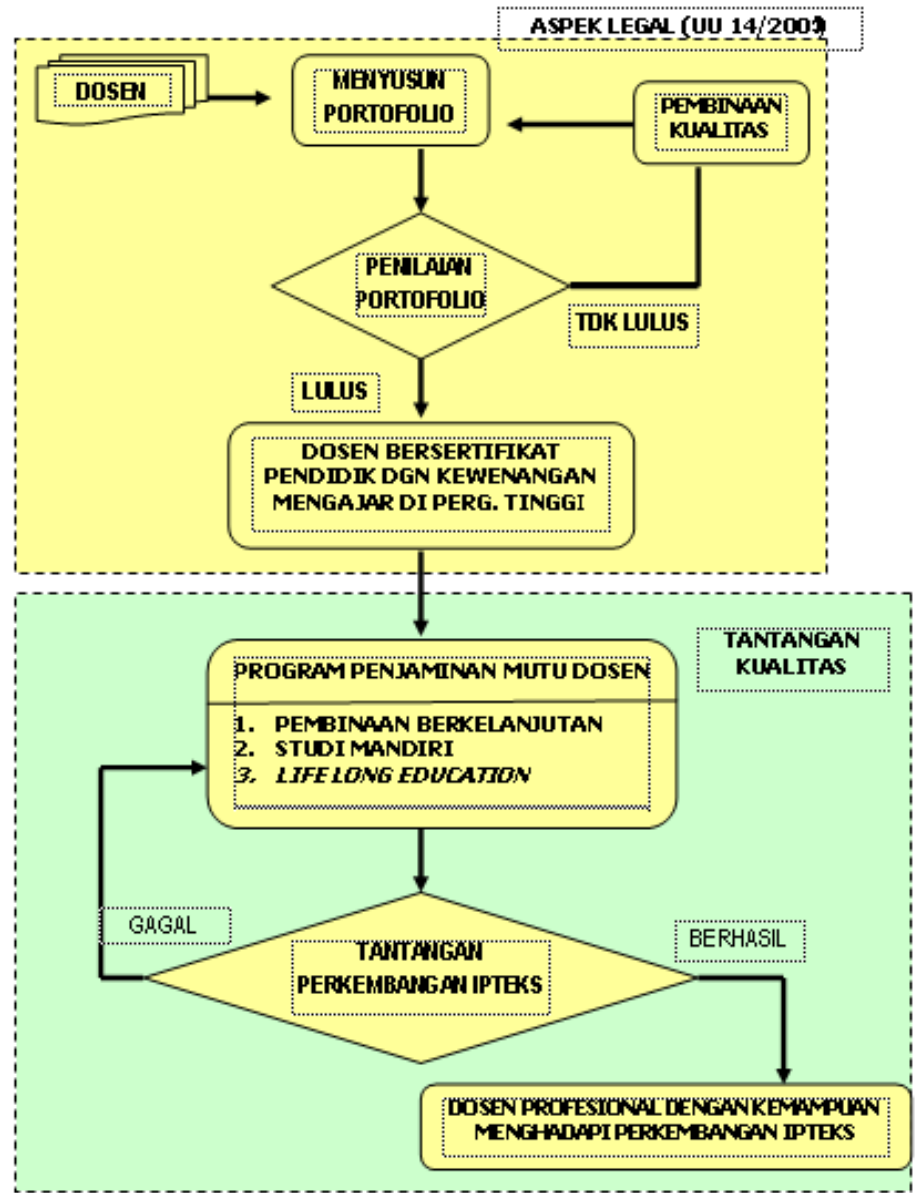 ASPEK LEGAL (UU 14/2005)
DOSEN
MENYUSUN
PORTOFOLIO
PEMBINAAN
KUALITAS
PENILAIAN
PORTOFOLIO
TDK LULUS
LULUS
DOSEN BERSERTIFIKAT
PENDIDIK DGN KEWENANGAN
MENGAJAR DI PERG. TINGGI
TANTANGAN
KUALITAS
PROGRAM PENJAMINAN MUTU DOSEN
1. PEMBINAAN BERKELANJUTAN
2. STUDI MANDIRI
3. LIFE LONG EDUCATION
GAGAL
BERHASIL
TANTANGAN
PERKEMBANGAN IPTEKS
DOSEN PROFESIONAL DENGAN KEMAMPUAN
MENGHADAPI PERKEMBANGAN IPTEKS